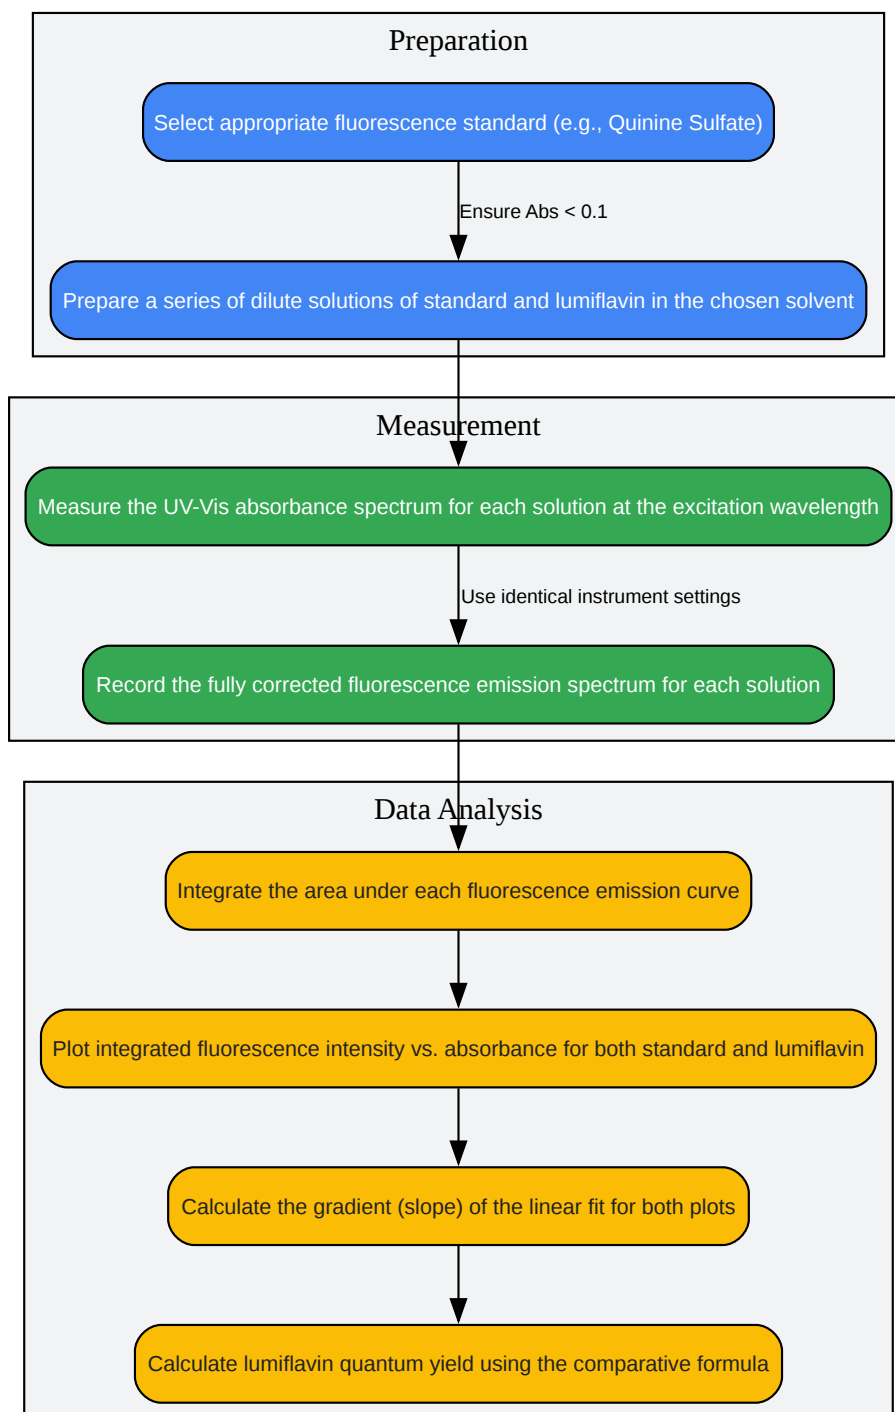 Preparation
Select appropriate fluorescence standard (e.g., Quinine Sulfate)
Ensure Abs < 0.1
Prepare a series of dilute solutions of standard and lumiflavin in the chosen solvent
Measurement
Measure the UV-Vis absorbance spectrum for each solution at the excitation wavelength
Use identical instrument settings
Record the fully corrected fluorescence emission spectrum for each solution
Data Analysis
Integrate the area under each fluorescence emission curve
Plot integrated fluorescence intensity vs. absorbance for both standard and lumiflavin
Calculate the gradient (slope) of the linear fit for both plots
Calculate lumiflavin quantum yield using the comparative formula